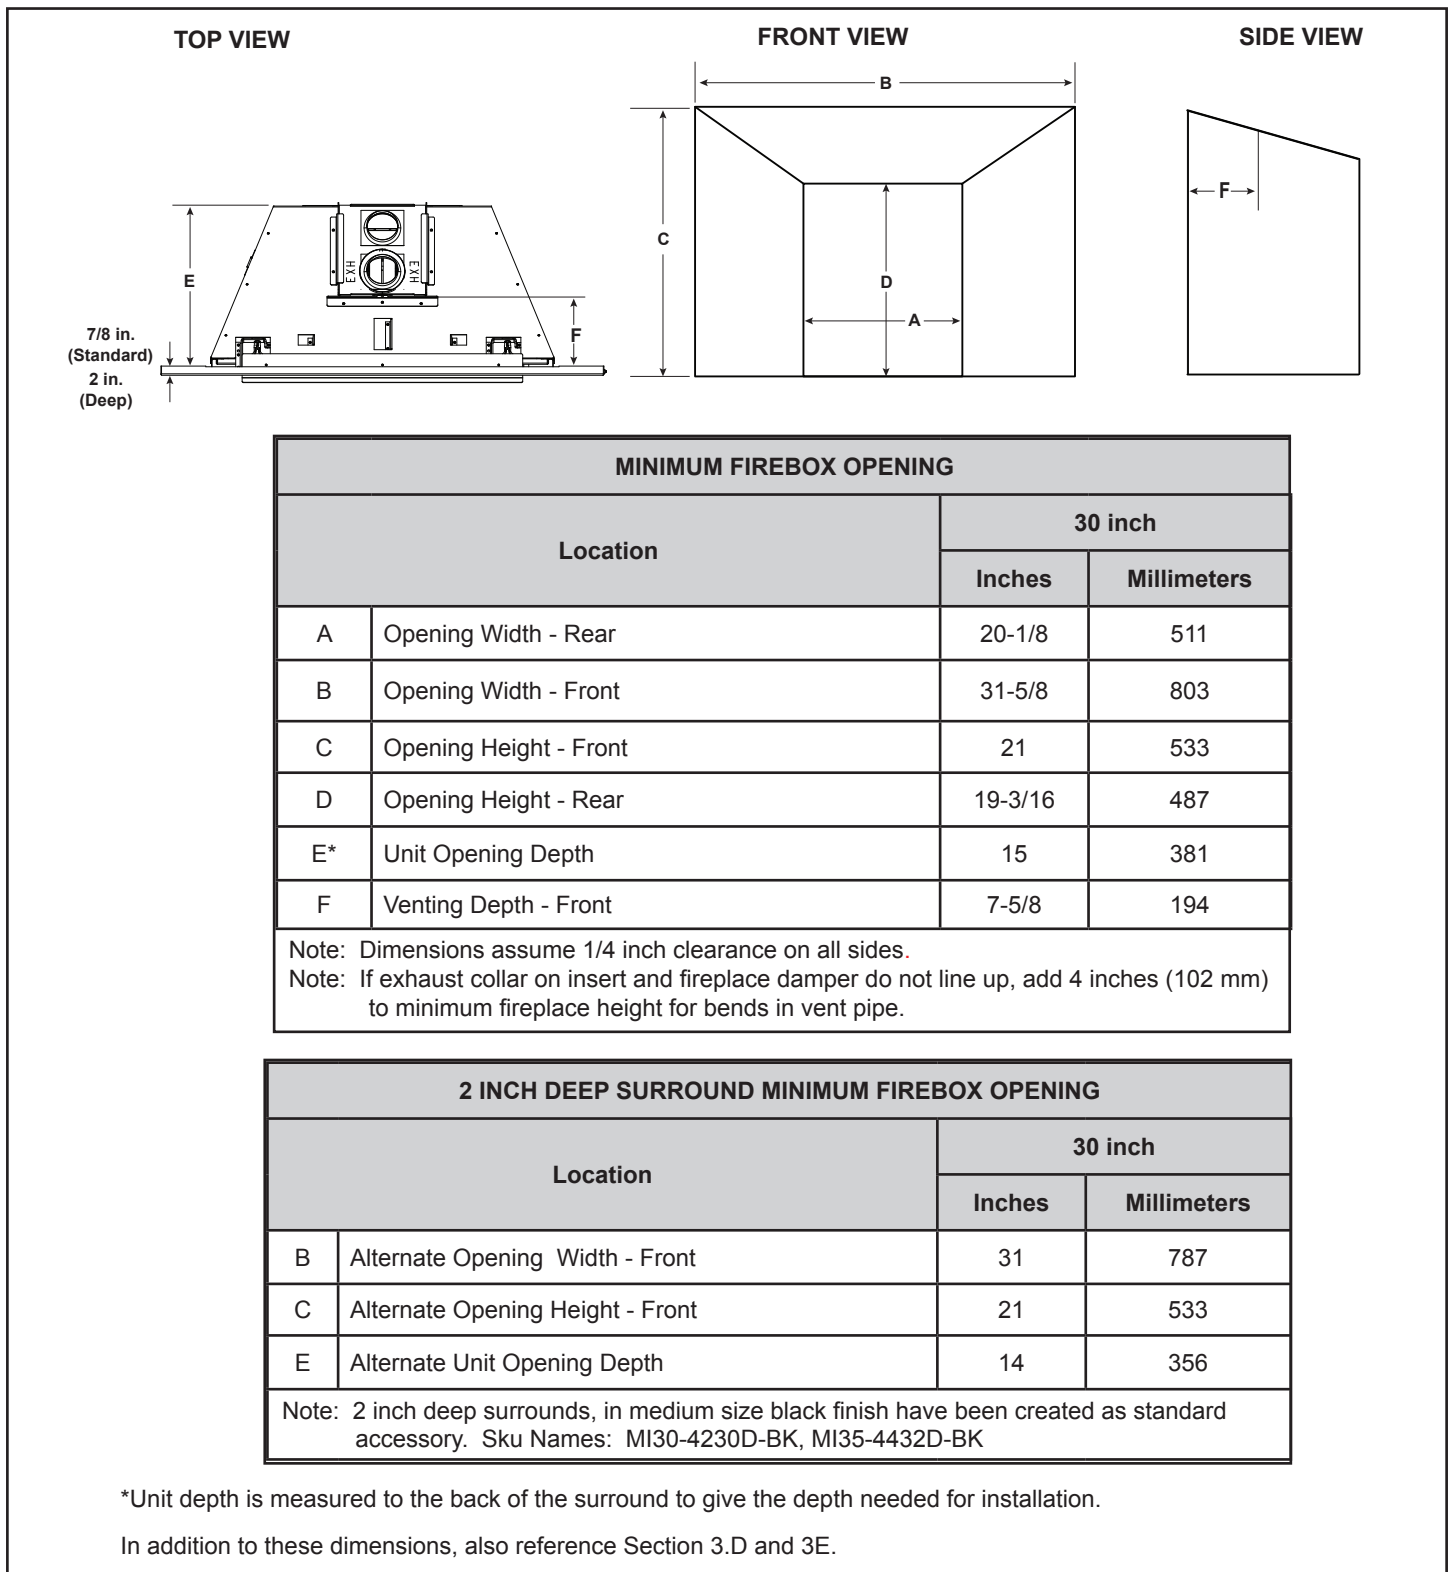 TOP VIEW
FRONT VIEW
SIDE VIEW
B
C
E
EXH
EXH
D
F
A
F
7/8 in.
(Standard)
2 in.
(Deep)
MINIMUM FIREBOX OPENING
Location 30 inch
Inches Millimeters
A Opening Width - Rear 20-1/8 511
B Opening Width - Front 31-5/8 803
C Opening Height - Front 21 533
D Opening Height - Rear 19-3/16 487
E* Unit Opening Depth 15 381
F Venting Depth - Front 7-5/8 194
Note: Dimensions assume 1/4 inch clearance on all sides.
Note: If exhaust collar on insert and fireplace damper do not line up, add 4 inches (102 mm)
to minimum fireplace height for bends in vent pipe.
2 INCH DEEP SURROUND MINIMUM FIREBOX OPENING
Location 30 inch
Inches Millimeters
B Alternate Opening Width - Front 31 787
C Alternate Opening Height - Front 21 533
E Alternate Unit Opening Depth 14 356
Note: 2 inch deep surrounds, in medium size black finish have been created as standard
accessory. Sku Names: MI30-4230D-BK, MI35-4432D-BK
*Unit depth is measured to the back of the surround to give the depth needed for installation.
In addition to these dimensions, also reference Section 3.D and 3E.